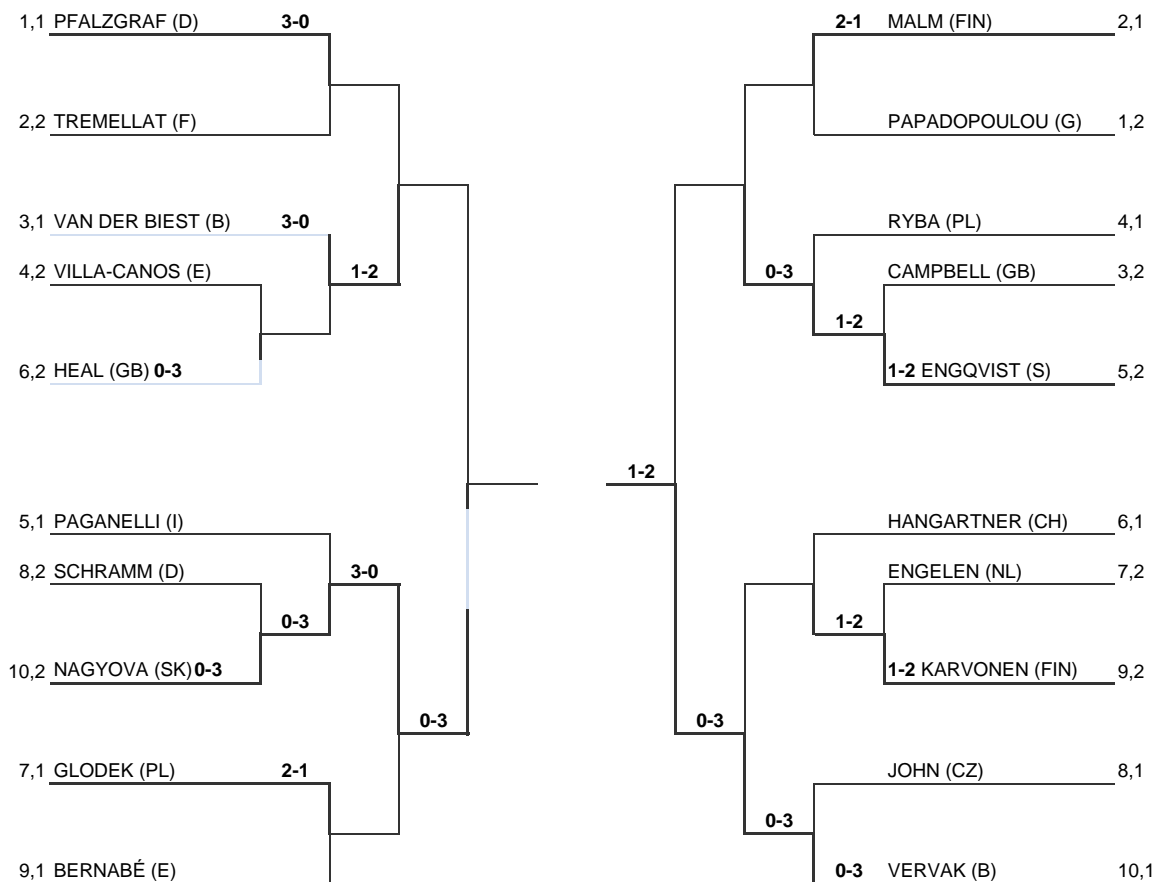 1,1 PFALZGRAF (D) 3-0 2-1 MALM (FIN) 2,1
2,2 TREMELLAT (F) PAPADOPOULOU (G) 1,2
3,1 VAN DER BIEST (B) 3-0 RYBA (PL) 4,1
4,2 VILLA-CANOS (E) 1-2 0-3 CAMPBELL (GB) 3,2
1-2
6,2 HEAL (GB) 0-3 1-2 ENGQVIST (S) 5,2
1-2
5,1 PAGANELLI (I) HANGARTNER (CH) 6,1
8,2 SCHRAMM (D) 3-0 ENGELEN (NL) 7,2
0-3 1-2
10,2 NAGYOVA (SK) 0-3 1-2 KARVONEN (FIN) 9,2
0-3 0-3
7,1 GLODEK (PL) 2-1 JOHN (CZ) 8,1
0-3
9,1 BERNABÉ (E) 0-3 VERVAK (B) 10,1